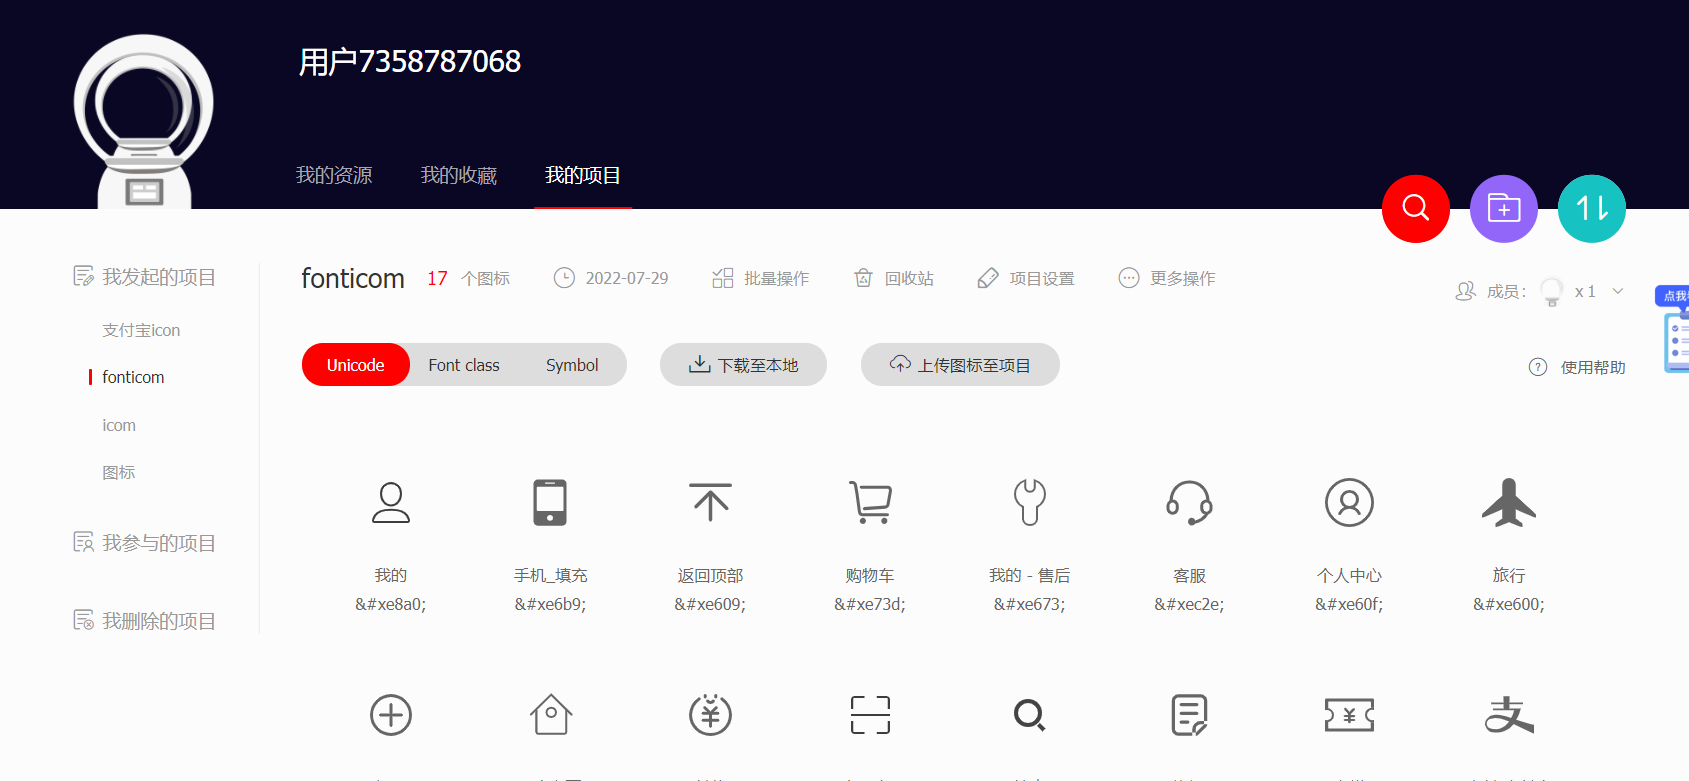 用户7358787068
我的资源 我的收藏 我的项目
我发起的项目
支付宝icon
fonticom
icom
图标
我参与的项目
我删除的项目
fonticom 17 个图标 2022-07-29 批量操作 回收站 项目设置 更多操作
成员： x 1
点我
Unicode Font class Symbol 下载至本地 上传图标至项目
使用帮助
我的 手机_填充 返回顶部 购物车 我的 - 售后 客服 个人中心 旅行
&#xe8a0; &#xe6b9; &#xe609; &#xe73d; &#xe673; &#xec2e; &#xe60f; &#xe600;